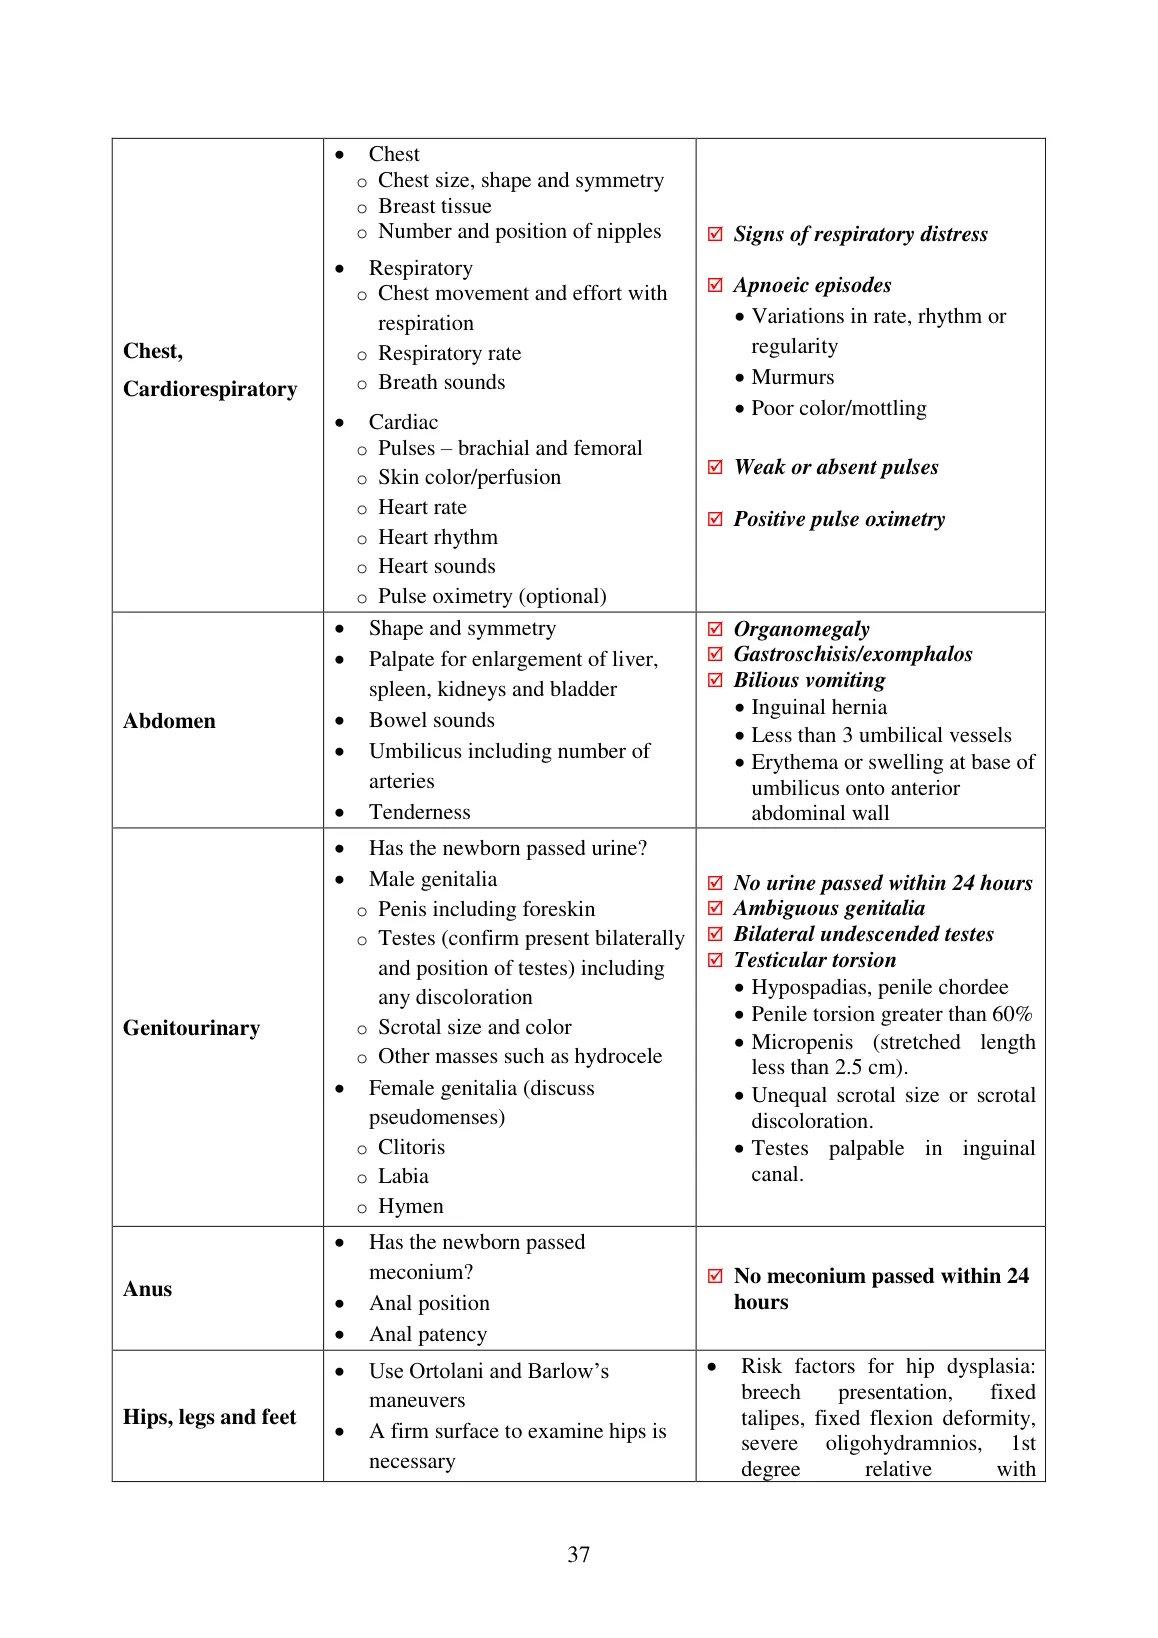 Chest,
Cardiorespiratory
• Chest
o Chest size, shape and symmetry
o Breast tissue
o Number and position of nipples
• Respiratory
o Chest movement and effort with
respiration
o Respiratory rate
o Breath sounds
• Cardiac
o Pulses – brachial and femoral
o Skin color/perfusion
o Heart rate
o Heart rhythm
o Heart sounds
o Pulse oximetry (optional)
☑ Signs of respiratory distress
☑ Apnoeic episodes
• Variations in rate, rhythm or
regularity
• Murmurs
• Poor color/mottling
☑ Weak or absent pulses
☑ Positive pulse oximetry
Abdomen
• Shape and symmetry
• Palpate for enlargement of liver,
spleen, kidneys and bladder
• Bowel sounds
• Umbilicus including number of
arteries
• Tenderness
☑ Organomegaly
☑ Gastroschisis/exomphalos
☑ Bilious vomiting
• Inguinal hernia
• Less than 3 umbilical vessels
• Erythema or swelling at base of
umbilicus onto anterior
abdominal wall
Genitourinary
• Has the newborn passed urine?
• Male genitalia
o Penis including foreskin
o Testes (confirm present bilaterally
and position of testes) including
any discoloration
o Scrotal size and color
o Other masses such as hydrocele
• Female genitalia (discuss
pseudomenses)
o Clitoris
o Labia
o Hymen
☑ No urine passed within 24 hours
☑ Ambiguous genitalia
☑ Bilateral undescended testes
☑ Testicular torsion
• Hypospadias, penile chordee
• Penile torsion greater than 60%
• Micropenis (stretched length
less than 2.5 cm).
• Unequal scrotal size or scrotal
discoloration.
• Testes palpable in inguinal
canal.
Anus
• Has the newborn passed
meconium?
• Anal position
• Anal patency
☑ No meconium passed within 24
hours
Hips, legs and feet
• Use Ortolani and Barlow's
maneuvers
• A firm surface to examine hips is
necessary
• Risk factors for hip dysplasia:
breech presentation, fixed
talipes, fixed flexion deformity,
severe oligohydramnios, 1st
degree relative with
37